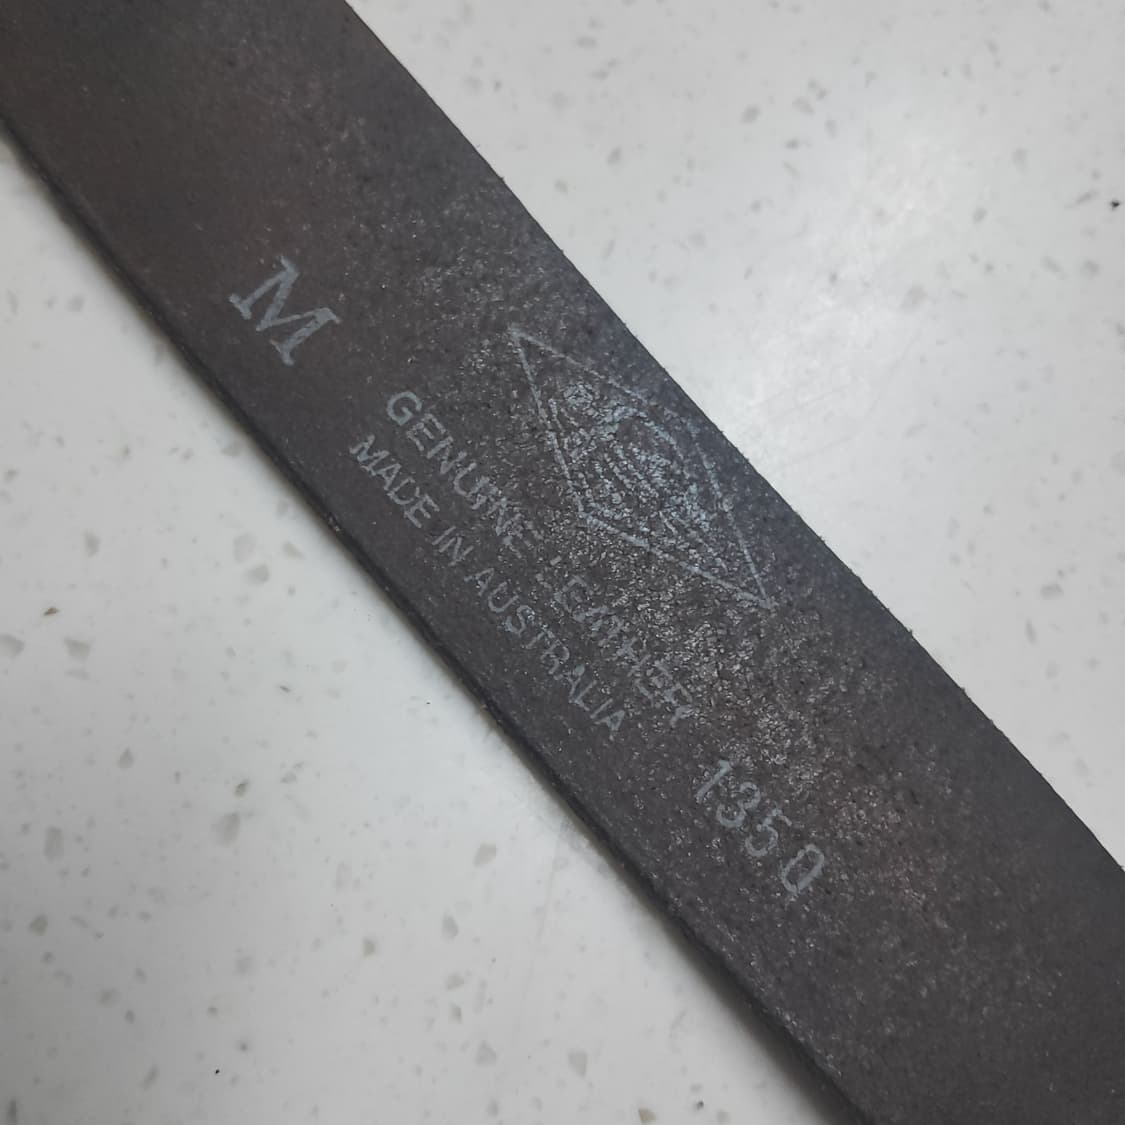 M
GENUINE LEATHER
MADE IN AUSTRALIA
1350